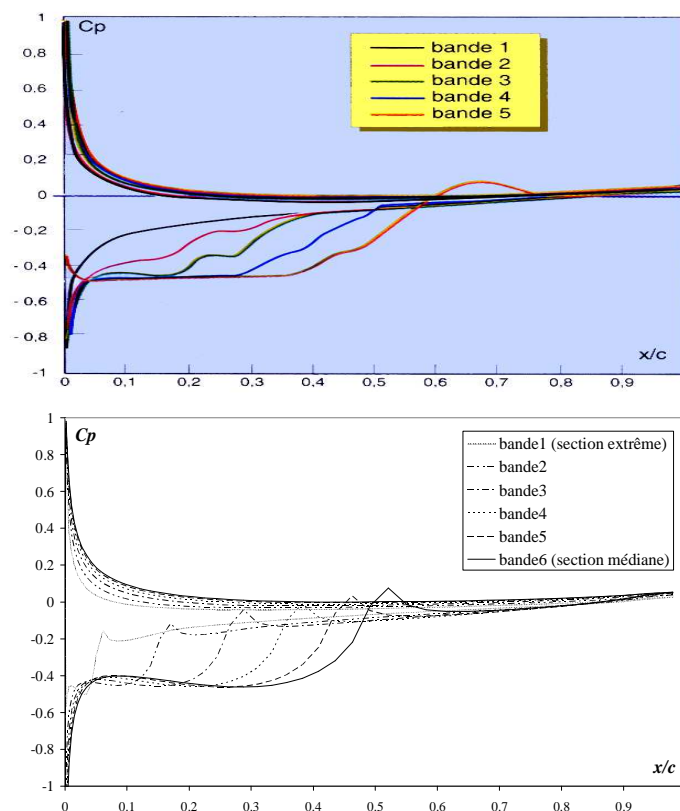 Cp
1
0,8
0,6
0,4
0,2
0
- 0,2
- 0,4
- 0,6
- 0,8
-1
bande 1
bande 2
bande 3
bande 4
bande 5
x/c
0 0,1 0,2 0,3 0,4 0,5 0,6 0,7 0,8 0,9
Cp
1
0.8
0.6
0.4
0.2
0
-0.2
-0.4
-0.6
-0.8
-1
bande1 (section extrême)
bande2
bande3
bande4
bande5
bande6 (section médiane)
x/c
0 0.1 0.2 0.3 0.4 0.5 0.6 0.7 0.8 0.9